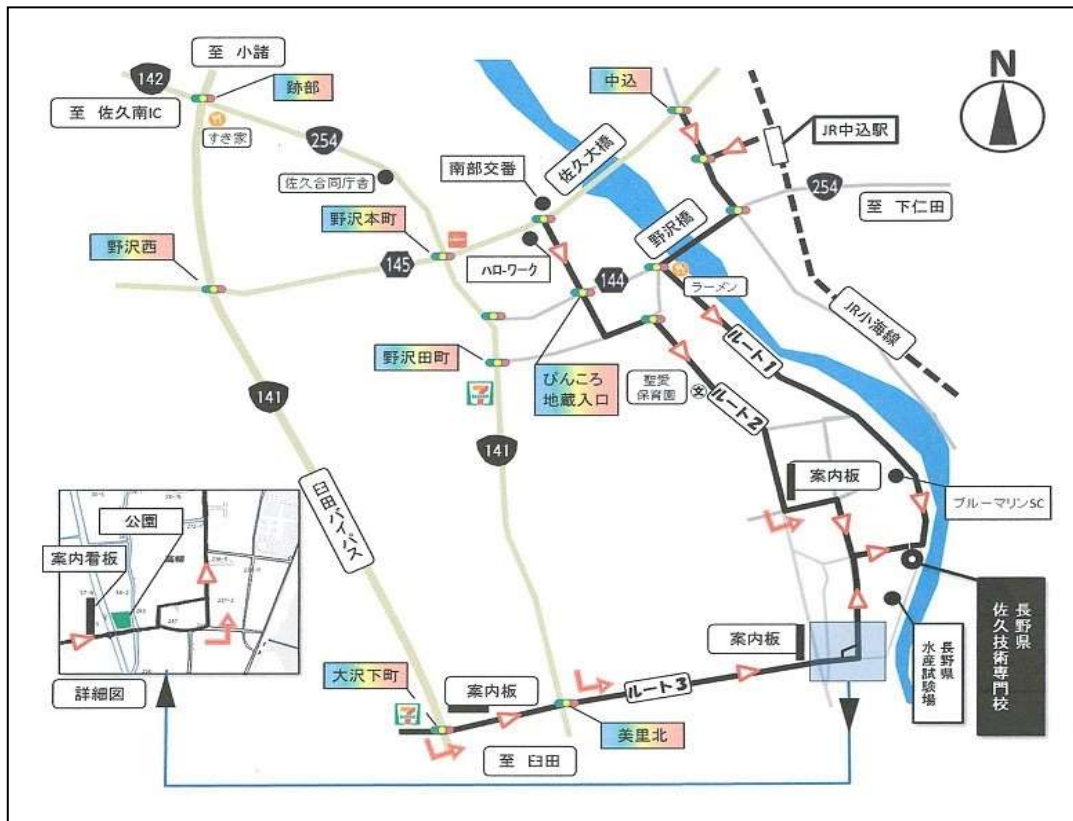 至 小諸
142
跡部
中込
N
至 佐久南IC
すき家
254
佐久大橋
JR中込駅
南部交番
佐久合同庁舎
254
至 下仁田
野沢本町
野沢橋
野沢西
145
ハローワーク
144
ラーメン
JR小海線
野沢田町
ぴんころ
地蔵入口
聖愛
保育園
文
ルート1
ルート2
7
141
141
臼田バイパス
案内板
ブルーマリンSC
公園
案内看板
長野県
佐久技術専門校
長野県
水産試験場
案内板
詳細図
大沢下町
案内板
ルート3
7
美里北
至 臼田